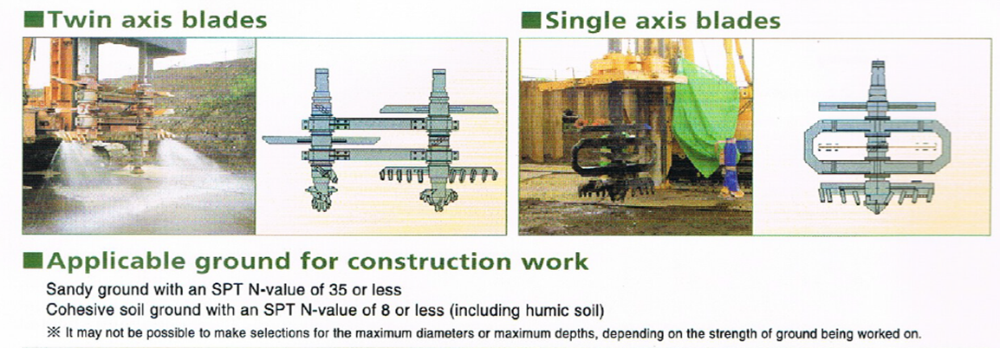 ■Twin axis blades
■Single axis blades
■Applicable ground for construction work
Sandy ground with an SPT N-value of 35 or less
Cohesive soil ground with an SPT N-value of 8 or less (including humic soil)
※ It may not be possible to make selections for the maximum diameters or maximum depths, depending on the strength of ground being worked on.